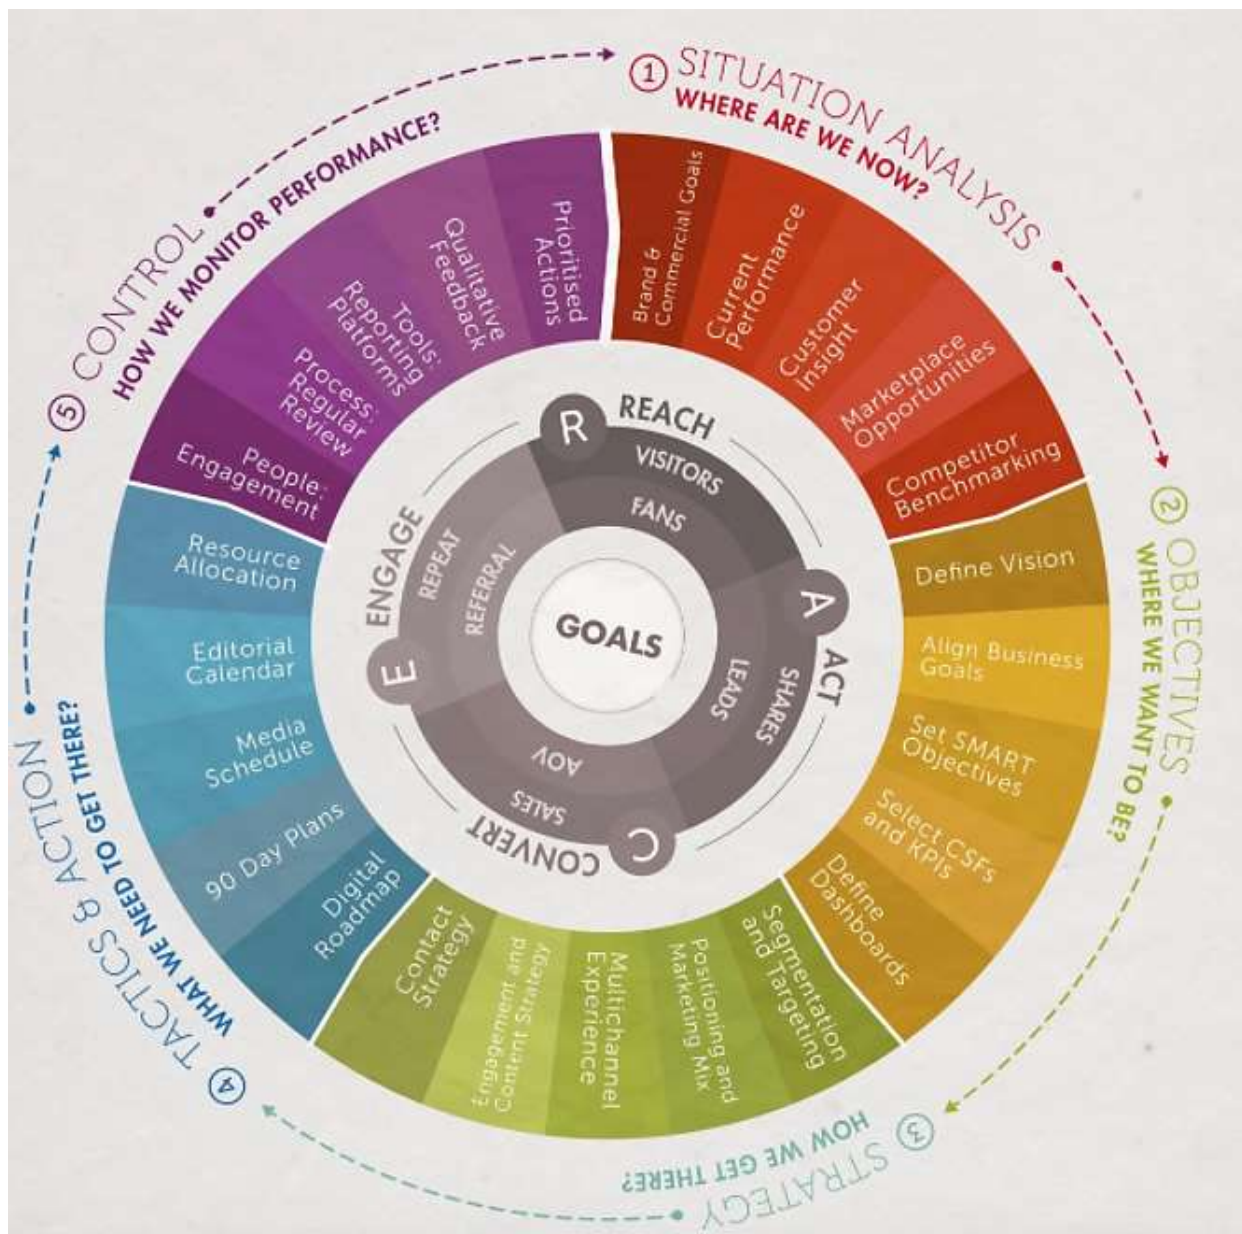 1 SITUATION ANALYSIS
WHERE ARE WE NOW?
Brand &
Commercial Goals
Current
Performance
Customer
Insight
Marketplace
Opportunities
Competitor
Benchmarking
2 OBJECTIVES
WHERE WE WANT TO BE?
Define Vision
Align Business
Goals
Set SMART
Objectives
Select CSFs
and KPIs
Define
Dashboards
3 STRATEGY
HOW WE GET THERE?
Segmentation
and Targeting
Positioning and
Marketing Mix
Multichannel
Experience
Engagement and
Content Strategy
Contact
Strategy
4 TACTICS & ACTION
WHAT WE NEED TO GET THERE?
Digital
Roadmap
90 Day Plans
Media
Schedule
Editorial
Calendar
Resource
Allocation
5 CONTROL
HOW WE MONITOR PERFORMANCE?
People:
Engagement
Process:
Regular
Review
Tools:
Reporting
Platforms
Qualitative
Feedback
Prioritised
Actions
R REACH
VISITORS
FANS
A ACT
SHARES
LEADS
C CONVERT
SALES
AOV
E ENGAGE
REPEAT
REFERRAL
GOALS